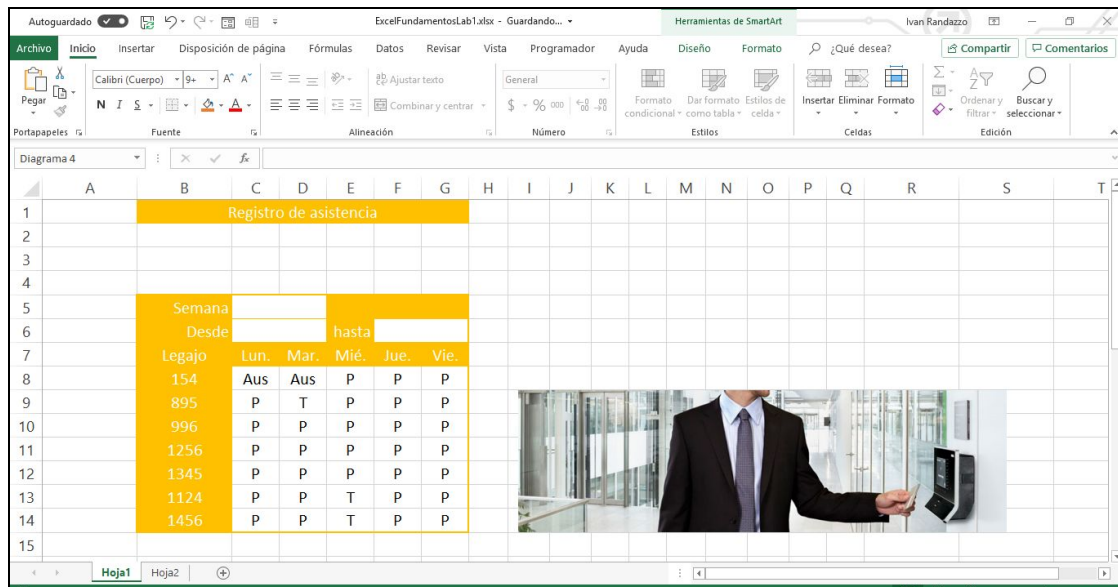 Autoguardado ExcelFundamentosLab1.xlsx - Guardando... Herramientas de SmartArt Ivan Randazzo
Archivo Inicio Insertar Disposición de página Fórmulas Datos Revisar Vista Programador Ayuda Diseño Formato ¿Qué desea? Compartir Comentarios
Pegar Calibri (Cuerpo) 9+ A A Ajustar texto General Formato condicional Dar formato como tabla Estilos de celda Insertar Eliminar Formato Ordenar y filtrar Buscar y seleccionar
N I S A Combinar y centrar $ % 000
Portapapeles Fuente Alineación Número Estilos Celdas Edición
Diagrama 4 fx
A B C D E F G H I J K L M N O P Q R S T
1 Registro de asistencia
2
3
4
5 Semana
6 Desde hasta
7 Legajo Lun. Mar. Mié. Jue. Vie.
8 154 Aus Aus P P P
9 895 P T P P P
10 996 P P P P P
11 1256 P P P P P
12 1345 P P P P P
13 1124 P P T P P
14 1456 P P T P P
15
Hoja1 Hoja2